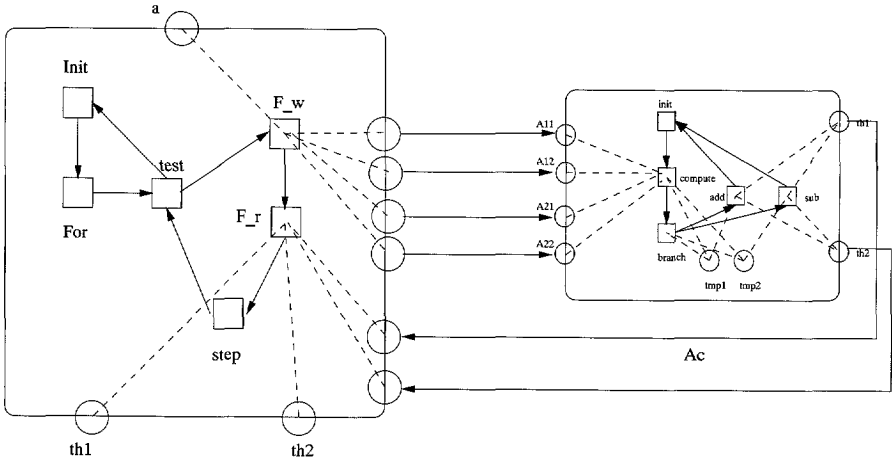 a
Init
F_w
test
For
F_r
step
th1
th2
A11
A12
A21
A22
init
compute
add
sub
branch
tmp1
tmp2
th1
th2
Ac